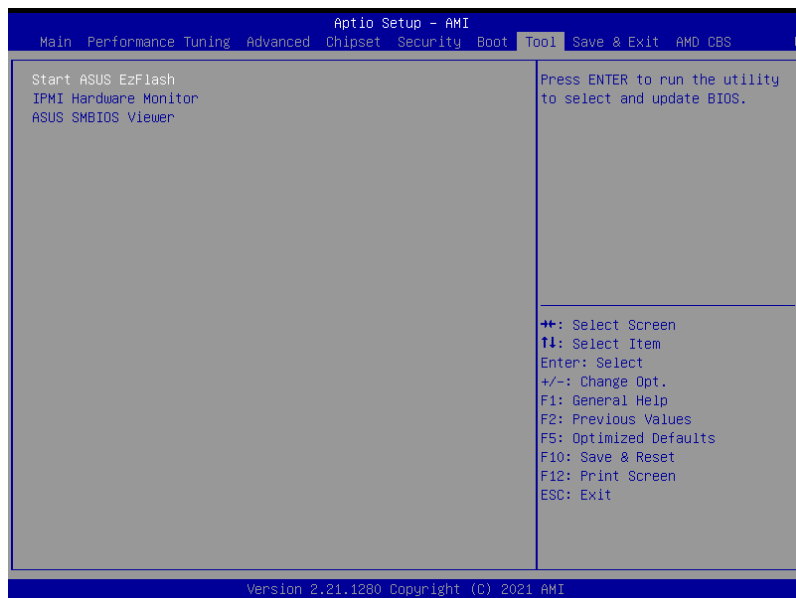 Aptio Setup – AMI
Main Performance Tuning Advanced Chipset Security Boot Tool Save & Exit AMD CBS
Start ASUS EzFlash
IPMI Hardware Monitor
ASUS SMBIOS Viewer
Press ENTER to run the utility
to select and update BIOS.
→←: Select Screen
↑↓: Select Item
Enter: Select
+/-: Change Opt.
F1: General Help
F2: Previous Values
F5: Optimized Defaults
F10: Save & Reset
F12: Print Screen
ESC: Exit
Version 2.21.1280 Copyright (C) 2021 AMI